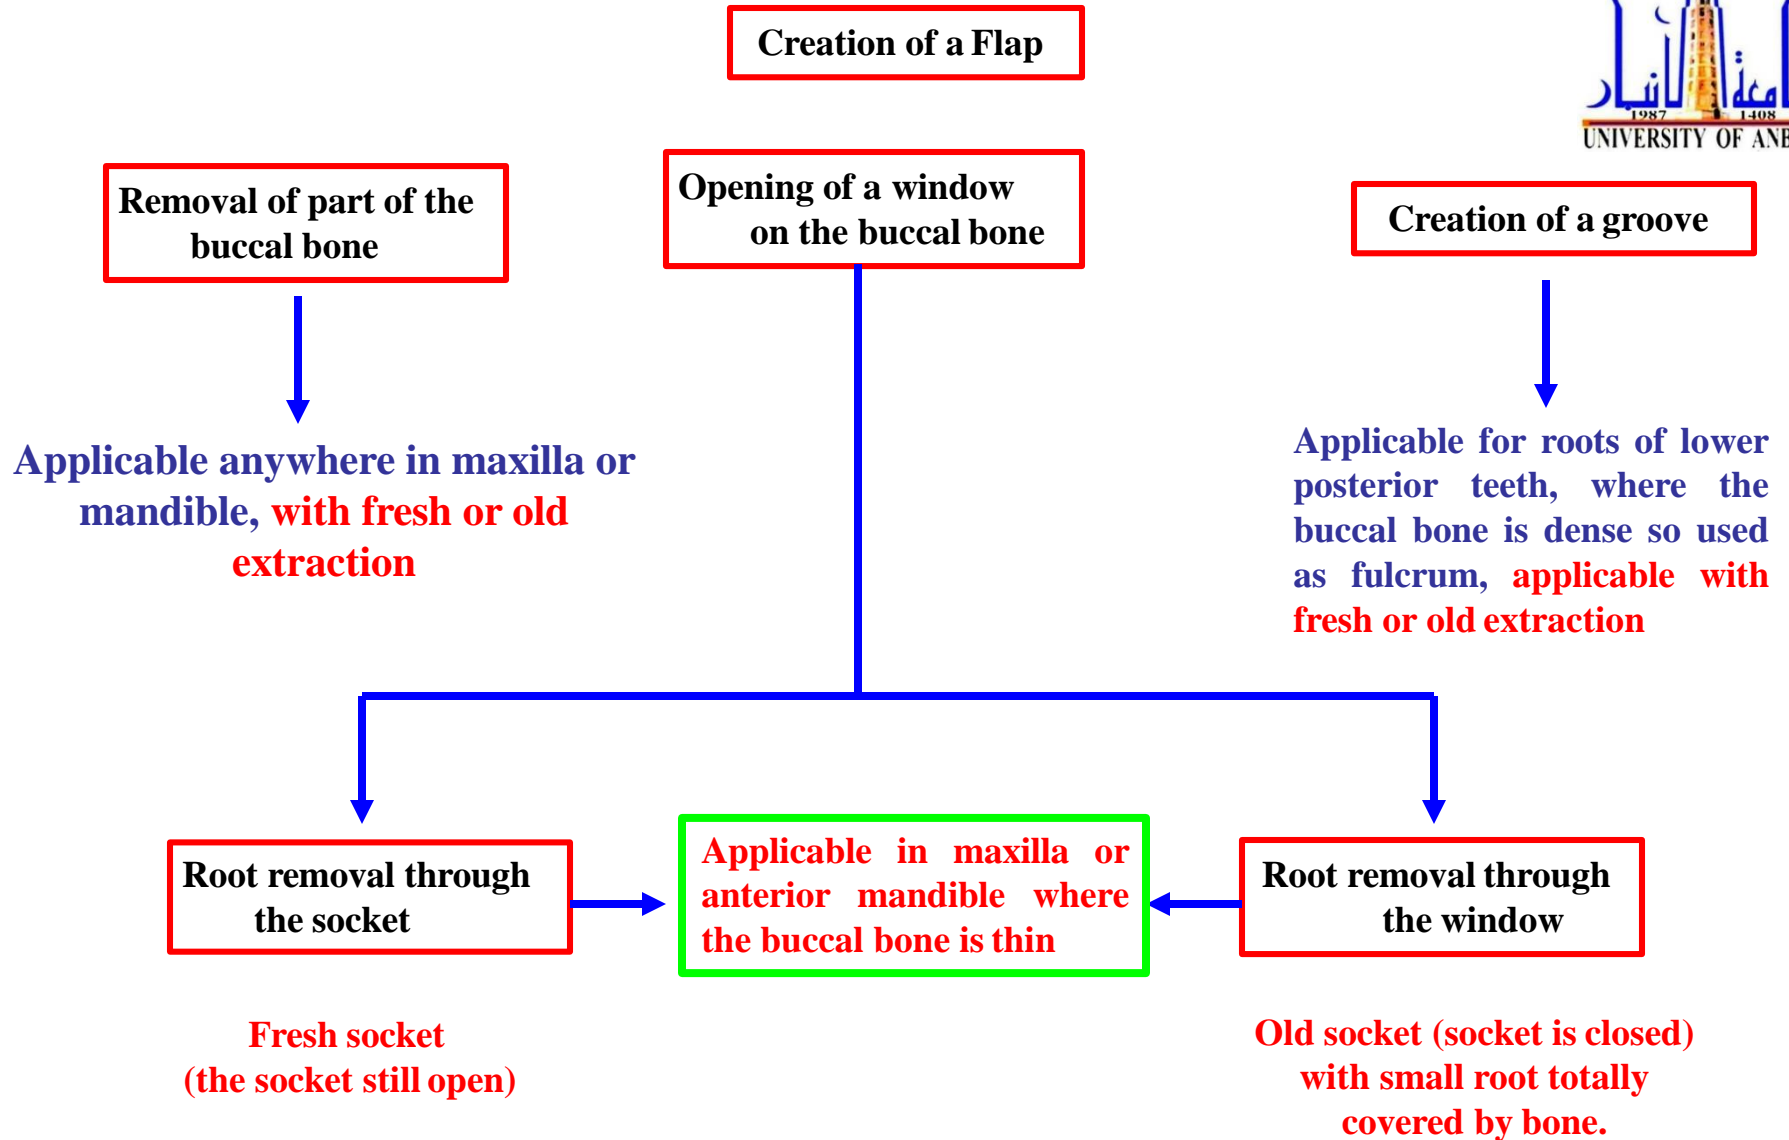 Creation of a Flap
1987 1408
UNIVERSITY OF
Removal of part of the
buccal bone
Opening of a window
on the buccal bone
Creation of a groove
Applicable anywhere in maxilla or
mandible, with fresh or old
extraction
Applicable for roots of lower
posterior teeth, where the
buccal bone is dense so used
as fulcrum, applicable with
fresh or old extraction
Root removal through
the socket
Applicable in maxilla or
anterior mandible where
the buccal bone is thin
Root removal through
the window
Fresh socket
(the socket still open)
Old socket (socket is closed)
with small root totally
covered by bone.